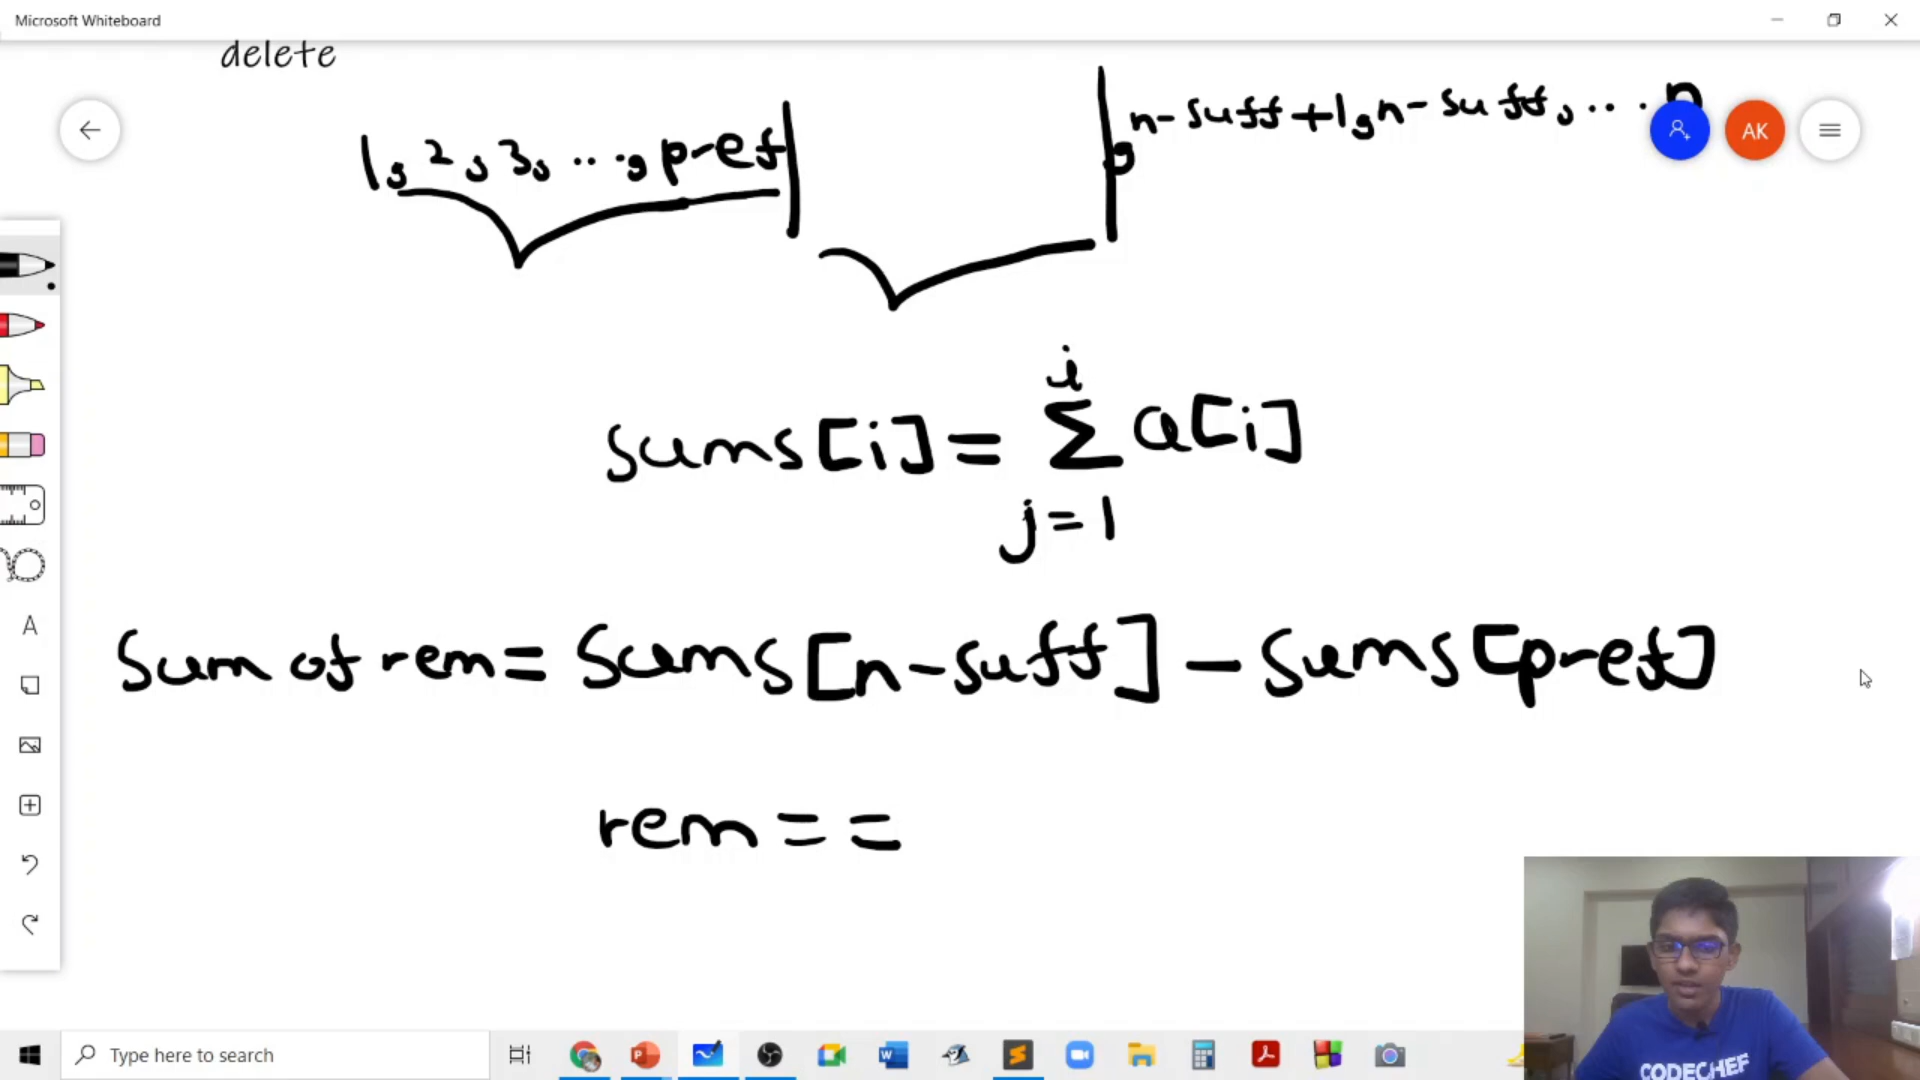 Microsoft Whiteboard
delete
1, 2, 3, ..., pref
, n-suff+1, n-suff, ... n
AK
sums[i] = i Σ j=1 a[i]
Sum of rem = Sums[n-suff] - Sums[pref]
rem = =
A
Type here to search
CODECHEF